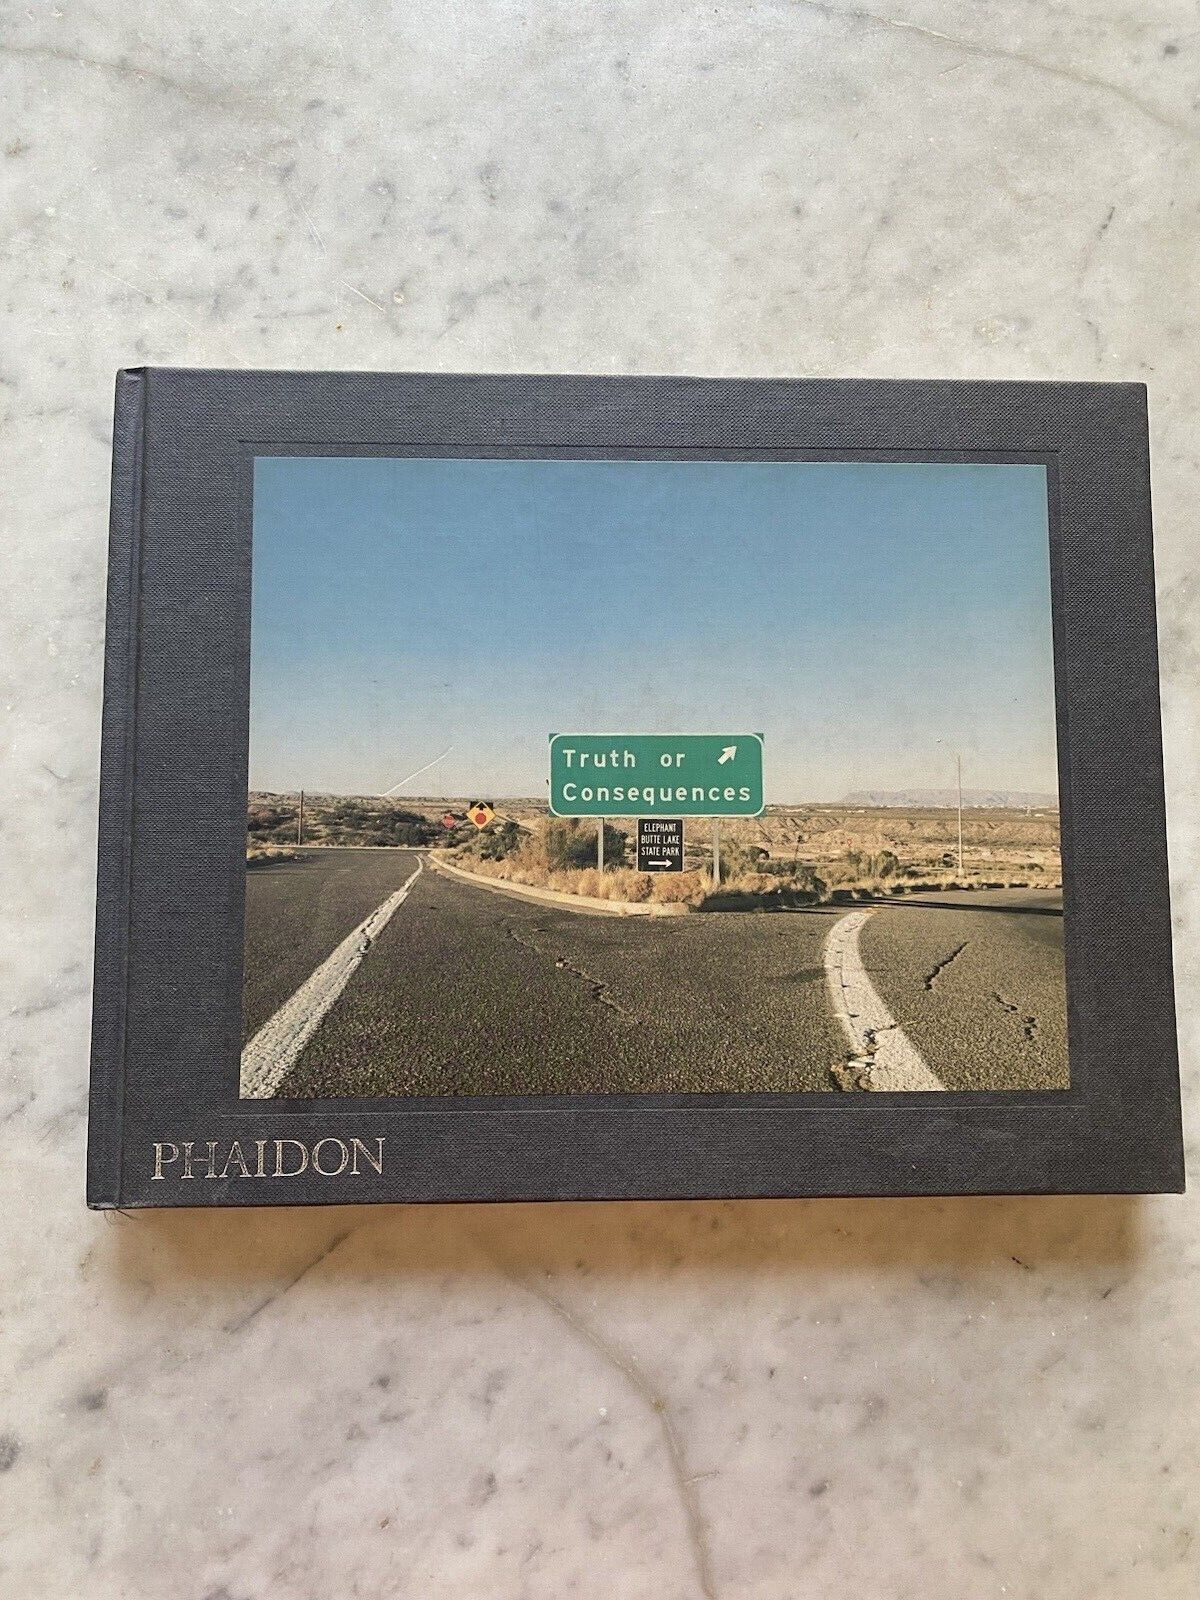 Truth or
Consequences
ELEPHANT
BUTTE LAKE
STATE PARK
PHAIDON